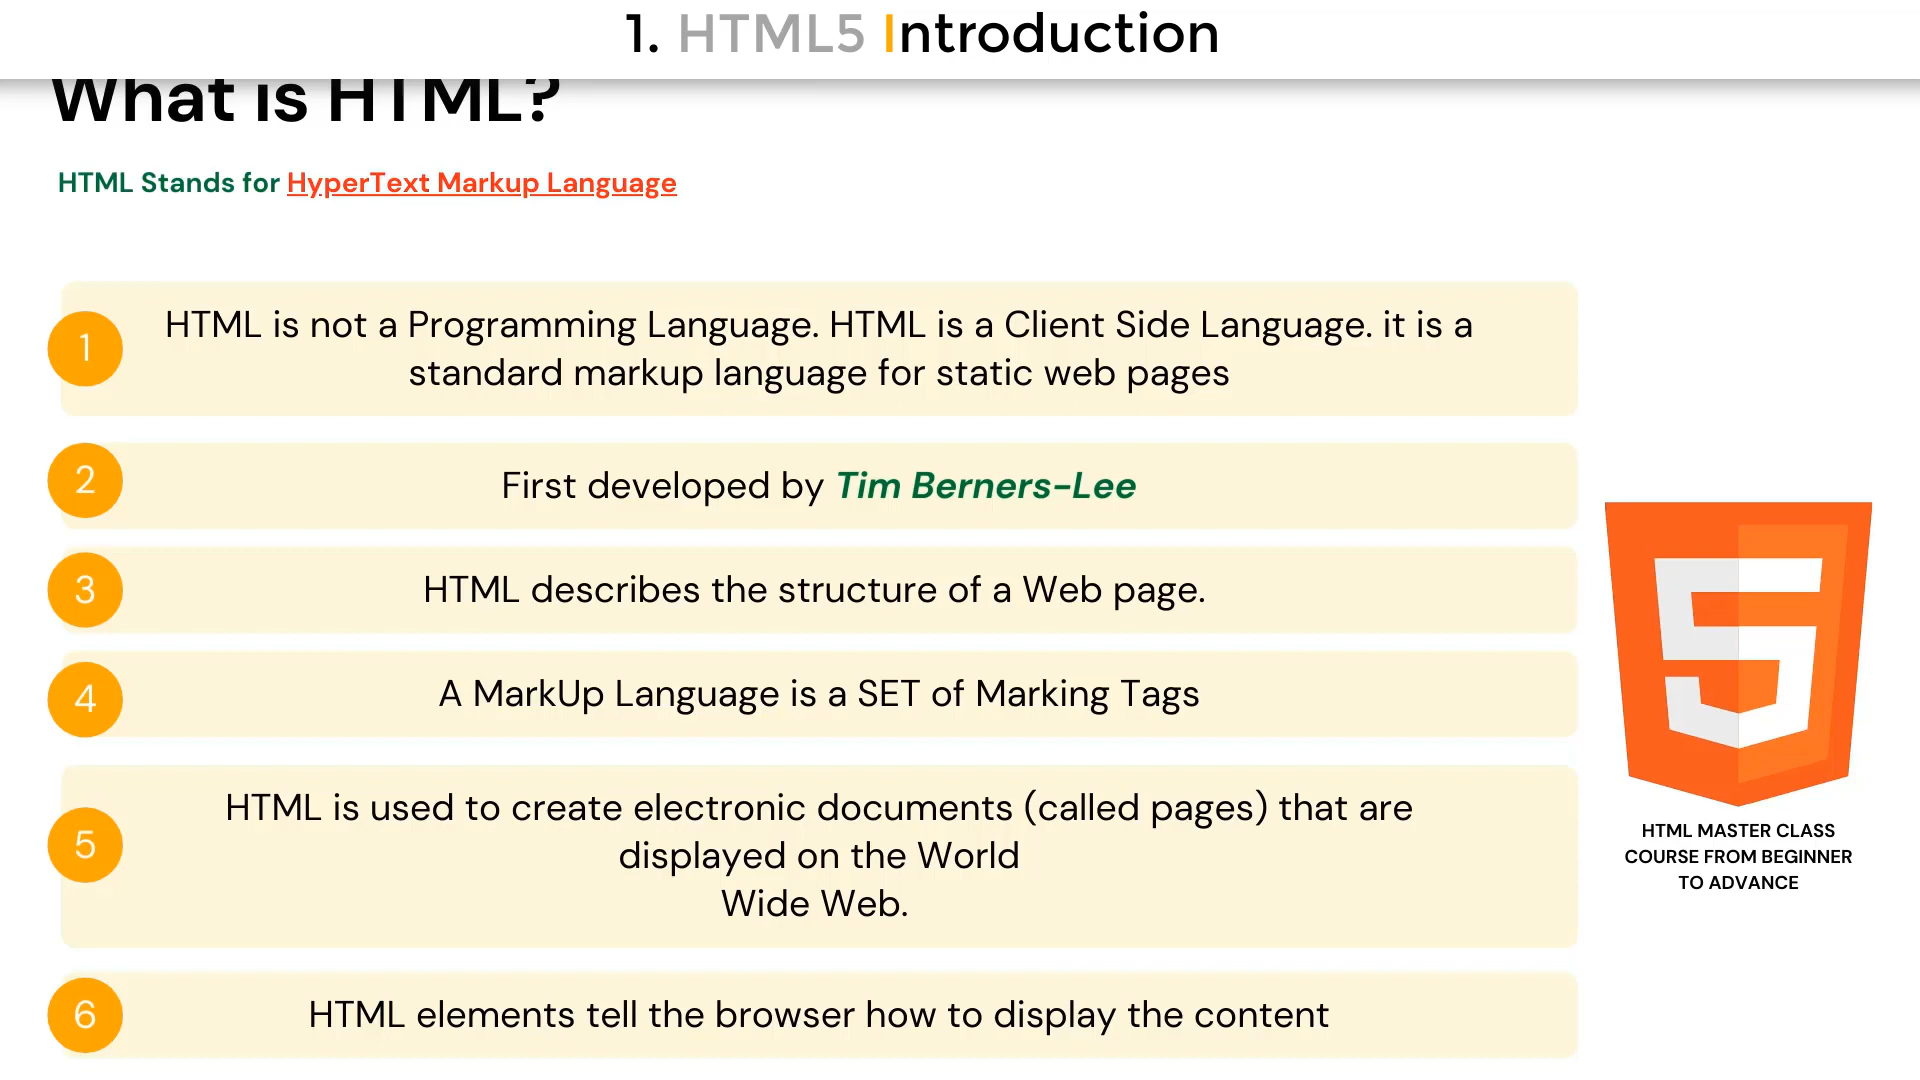 1. HTML5 Introduction
What is HTML?
HTML Stands for HyperText Markup Language
1
HTML is not a Programming Language. HTML is a Client Side Language. it is a
standard markup language for static web pages
2
First developed by Tim Berners-Lee
3
HTML describes the structure of a Web page.
4
A MarkUp Language is a SET of Marking Tags
5
HTML is used to create electronic documents (called pages) that are
displayed on the World
Wide Web.
6
HTML elements tell the browser how to display the content
5
HTML MASTER CLASS
COURSE FROM BEGINNER
TO ADVANCE